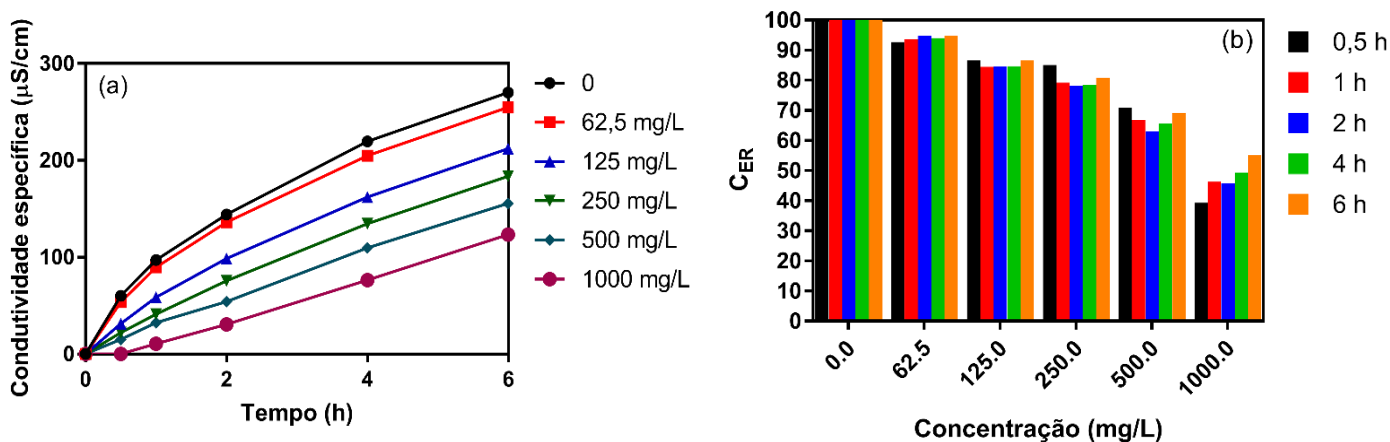 (a)
Condutividade específica (µS/cm)
300
200
100
0
0
2
4
6
Tempo (h)
0
62,5 mg/L
125 mg/L
250 mg/L
500 mg/L
1000 mg/L
(b)
C_ER
100
90
80
70
60
50
40
30
20
10
0
0.0
62.5
125.0
250.0
500.0
1000.0
Concentração (mg/L)
0,5 h
1 h
2 h
4 h
6 h